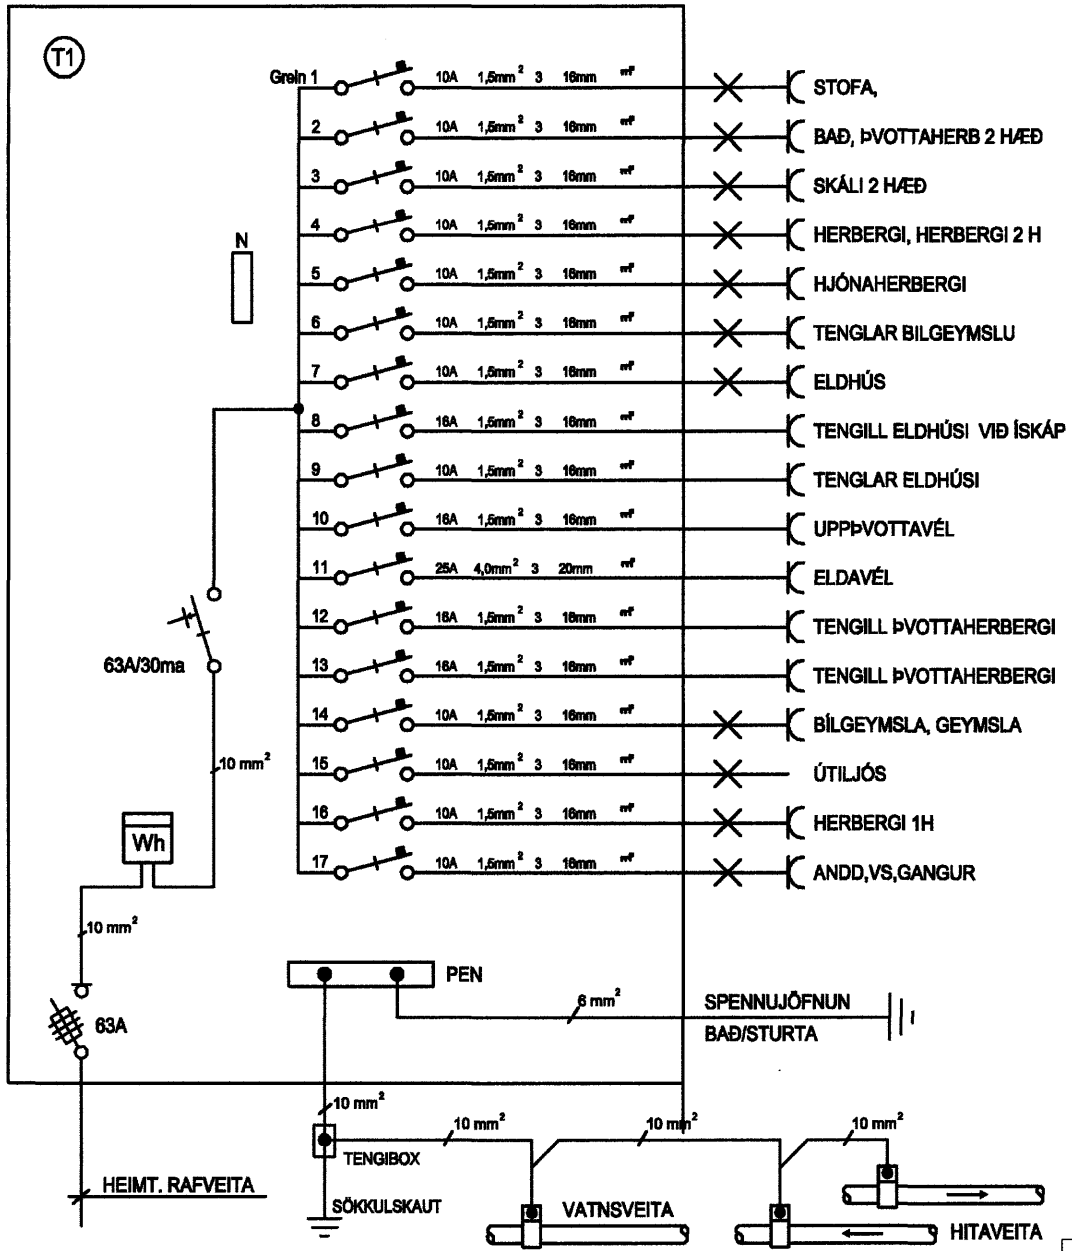 T1
Grein 1 10A 1,5mm² 3 16mm STOFA,
2 10A 1,5mm² 3 16mm BAÐ, ÞVOTTAHERB 2 HÆÐ
3 10A 1,5mm² 3 16mm SKÁLI 2 HÆÐ
4 10A 1,5mm² 3 16mm HERBERGI, HERBERGI 2 H
N
5 10A 1,5mm² 3 16mm HJÓNAHERBERGI
6 10A 1,5mm² 3 16mm TENGLAR BILGEYMSLU
7 10A 1,5mm² 3 16mm ELDHÚS
8 16A 1,5mm² 3 16mm TENGILL ELDHÚSI VIÐ ÍSKÁP
9 10A 1,5mm² 3 16mm TENGLAR ELDHÚSI
10 16A 1,5mm² 3 16mm UPPÞVOTTAVÉL
11 25A 4,0mm² 3 20mm ELDAVÉL
12 16A 1,5mm² 3 16mm TENGILL ÞVOTTAHERBERGI
63A/30ma
13 16A 1,5mm² 3 16mm TENGILL ÞVOTTAHERBERGI
14 10A 1,5mm² 3 16mm BÍLGEYMSLA, GEYMSLA
10 mm²
15 10A 1,5mm² 3 16mm ÚTILJÓS
16 10A 1,5mm² 3 16mm HERBERGI 1H
Wh
17 10A 1,5mm² 3 16mm ANDD,VS,GANGUR
10 mm²
PEN
6 mm²
SPENNUJÖFNUN
BAÐ/STURTA
63A
10 mm²
10 mm²
10 mm²
10 mm²
TENGIBOX
HEIMT. RAFVEITA
SÖKKULSKAUT
VATNSVEITA
HITAVEITA